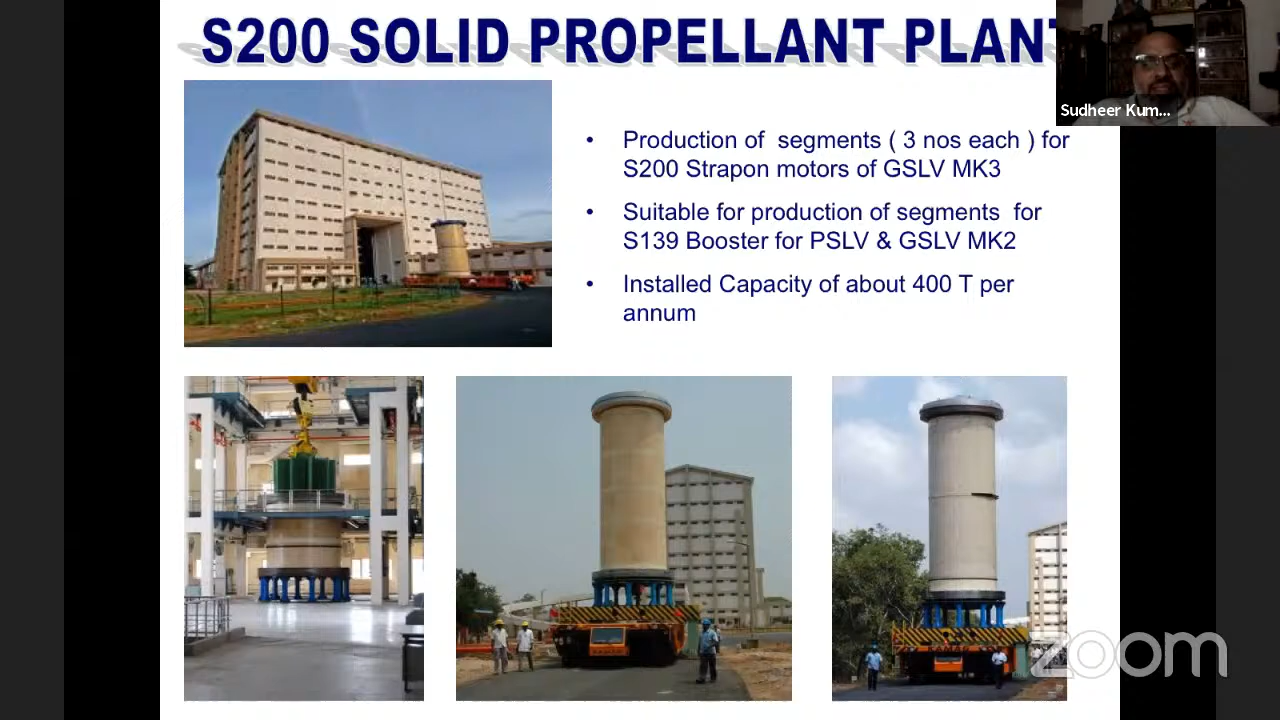 S200 SOLID PROPELLANT PLANT
Sudheer Kum...
• Production of segments ( 3 nos each ) for
S200 Strapon motors of GSLV MK3
• Suitable for production of segments for
S139 Booster for PSLV & GSLV MK2
• Installed Capacity of about 400 T per
annum
zoom